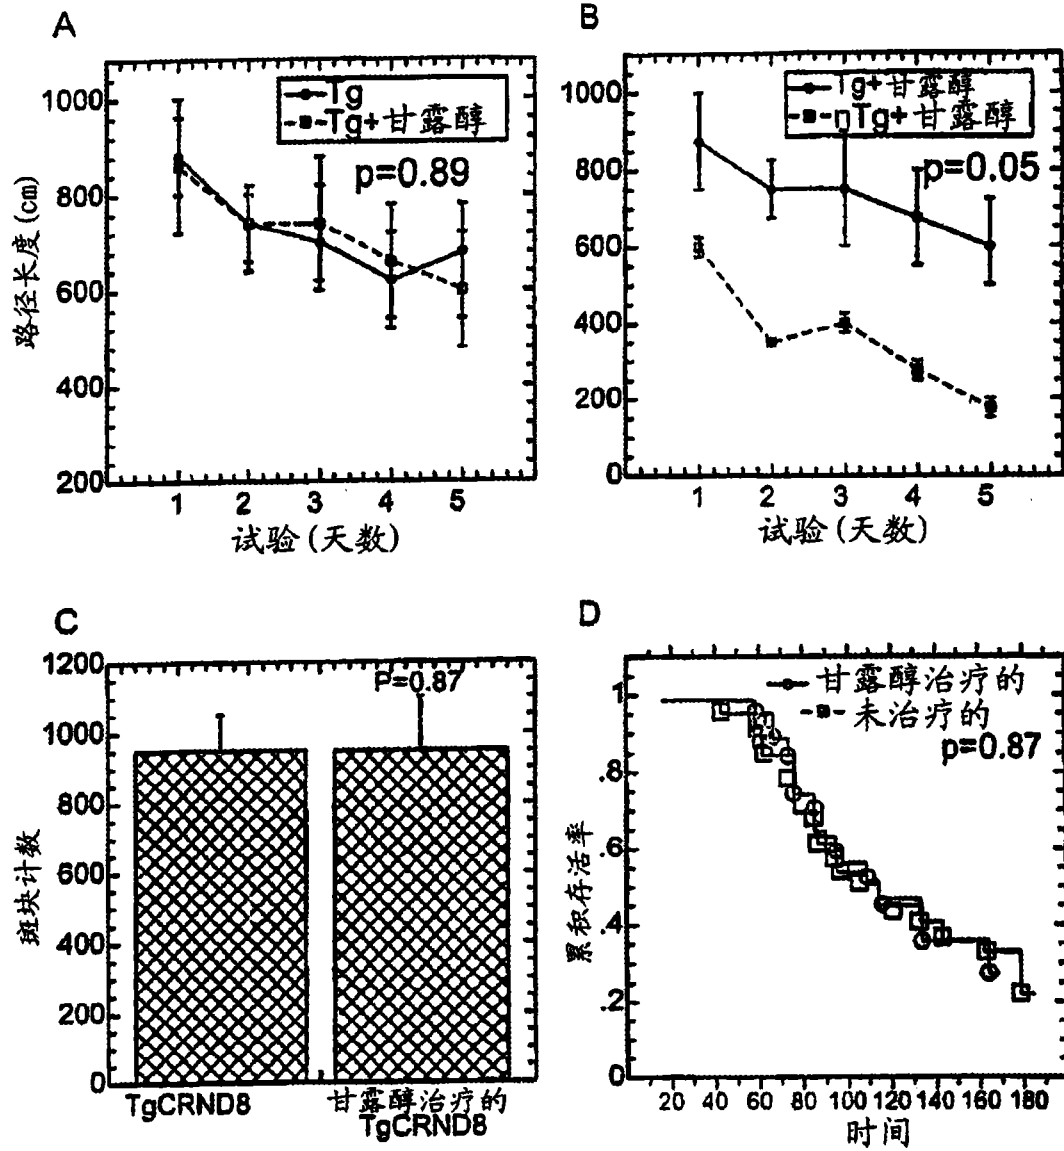 A
1000
800
600
400
200
路径长度(cm)
Tg
Tg+甘露醇
p=0.89
1 2 3 4 5
试验(天数)
B
1000
800
600
400
200
0
Tg+甘露醇
nTg+甘露醇
p=0.05
1 2 3 4 5
试验(天数)
C
1200
1000
800
600
400
200
0
斑块计数
P=0.87
TgCRND8
甘露醇治疗的
TgCRND8
D
1
.8
.6
.4
.2
0
累积存活率
甘露醇治疗的
未治疗的
p=0.87
20 40 60 80 100 120 140 160 180
时间